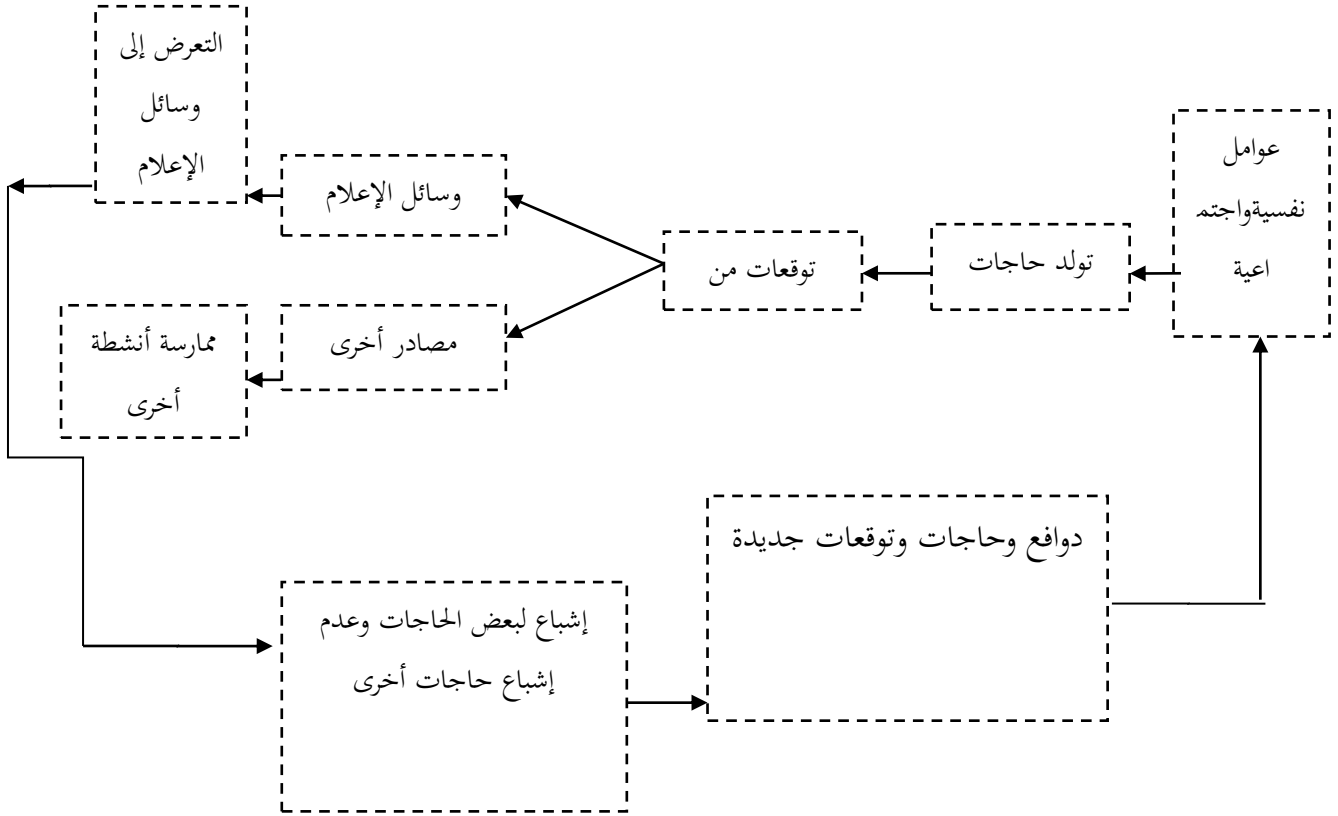 عوامل
نفسيةواجتم
اعية
تولد حاجات
توقعات من
وسائل الإعلام
التعرض إلى
وسائل
الإعلام
مصادر أخرى
ممارسة أنشطة
أخرى
إشباع لبعض الحاجات وعدم
إشباع حاجات أخرى
دوافع وحاجات وتوقعات جديدة